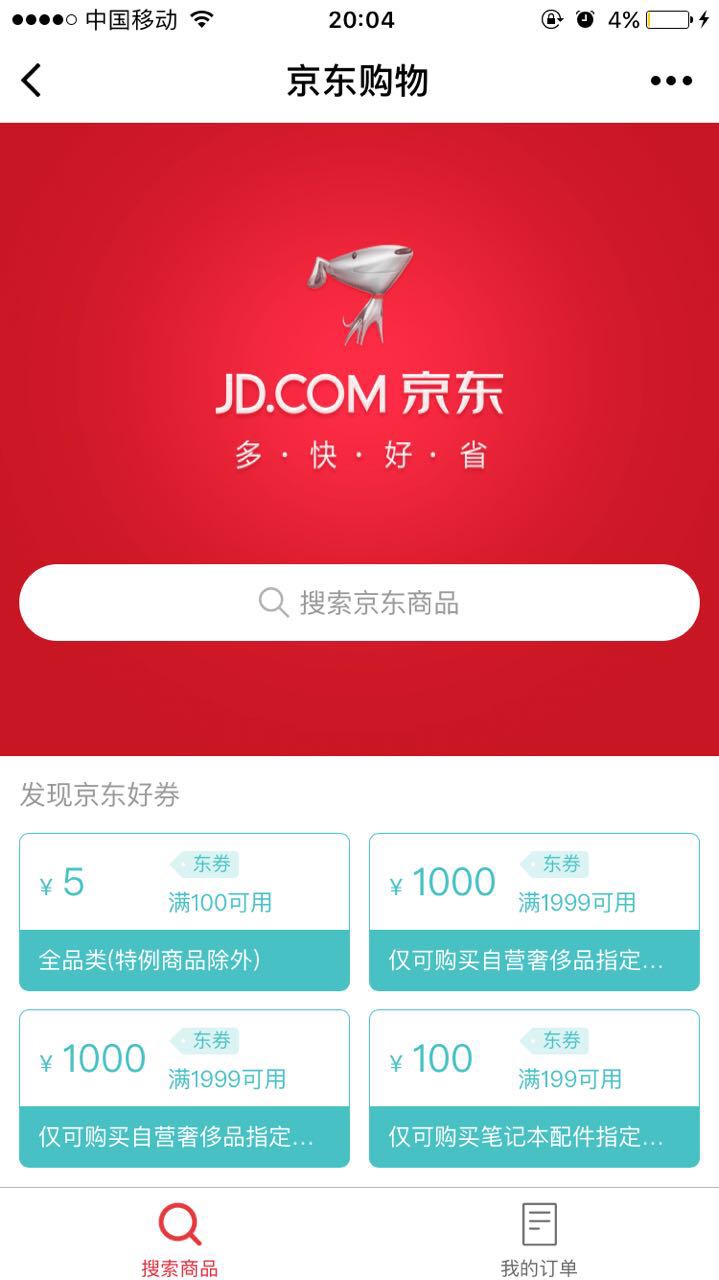 中国移动 20:04 4%
京东购物
JD.COM 京东
多·快·好·省
搜索京东商品
发现京东好券
¥ 5 东券
满100可用
全品类(特例商品除外)
¥ 1000 东券
满1999可用
仅可购买自营奢侈品指定...
¥ 1000 东券
满1999可用
仅可购买自营奢侈品指定...
¥ 100 东券
满199可用
仅可购买笔记本配件指定...
搜索商品 我的订单